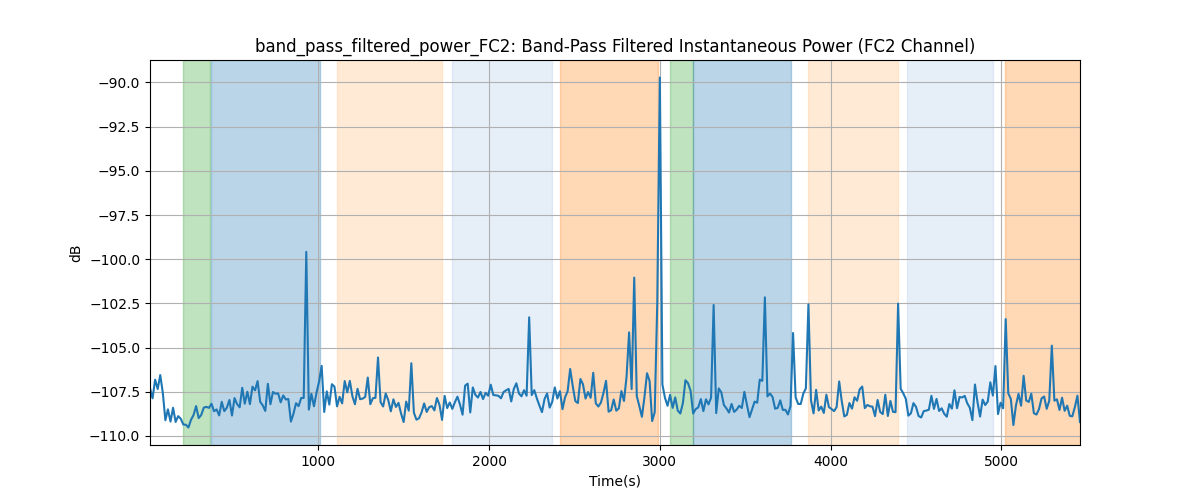 band_pass_filtered_power_FC2: Band-Pass Filtered Instantaneous Power (FC2 Channel)
−90.0
−92.5
−95.0
−97.5
−100.0
−102.5
−105.0
−107.5
−110.0
dB
1000 2000 3000 4000 5000
Time(s)